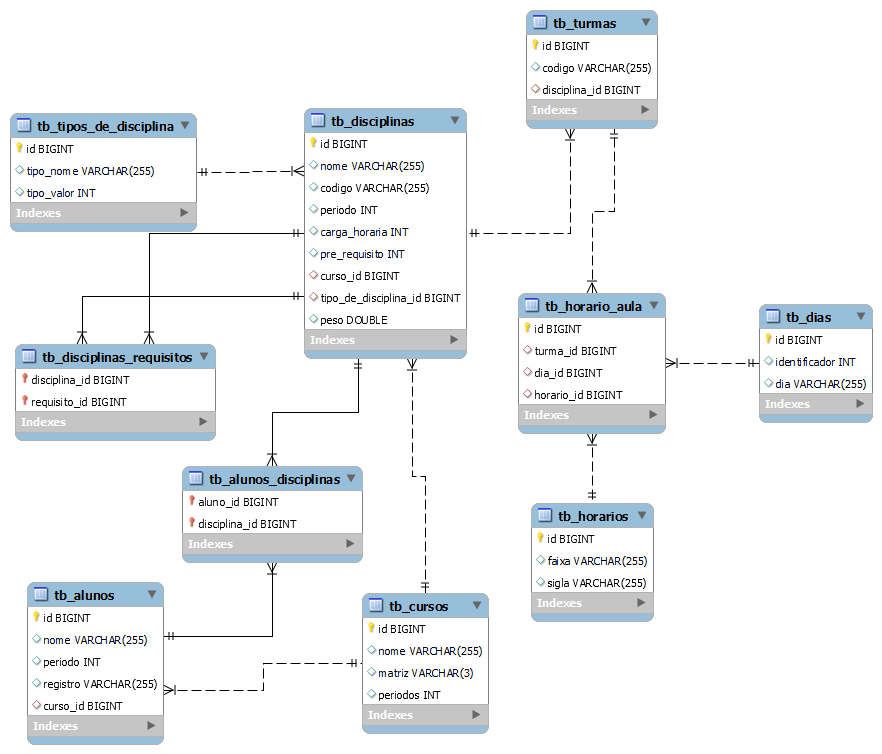 tb_turmas
id BIGINT
codigo VARCHAR(255)
disciplina_id BIGINT
Indexes
tb_tipos_de_disciplina
id BIGINT
tipo_nome VARCHAR(255)
tipo_valor INT
Indexes
tb_disciplinas
id BIGINT
nome VARCHAR(255)
codigo VARCHAR(255)
periodo INT
carga_horaria INT
pre_requisito INT
curso_id BIGINT
tipo_de_disciplina_id BIGINT
peso DOUBLE
Indexes
tb_horario_aula
id BIGINT
turma_id BIGINT
dia_id BIGINT
horario_id BIGINT
Indexes
tb_dias
id BIGINT
identificador INT
dia VARCHAR(255)
Indexes
tb_disciplinas_requisitos
disciplina_id BIGINT
requisito_id BIGINT
Indexes
tb_alunos_disciplinas
aluno_id BIGINT
disciplina_id BIGINT
Indexes
tb_horarios
id BIGINT
faixa VARCHAR(255)
sigla VARCHAR(255)
Indexes
tb_alunos
id BIGINT
nome VARCHAR(255)
periodo INT
registro VARCHAR(255)
curso_id BIGINT
Indexes
tb_cursos
id BIGINT
nome VARCHAR(255)
matriz VARCHAR(3)
periodos INT
Indexes